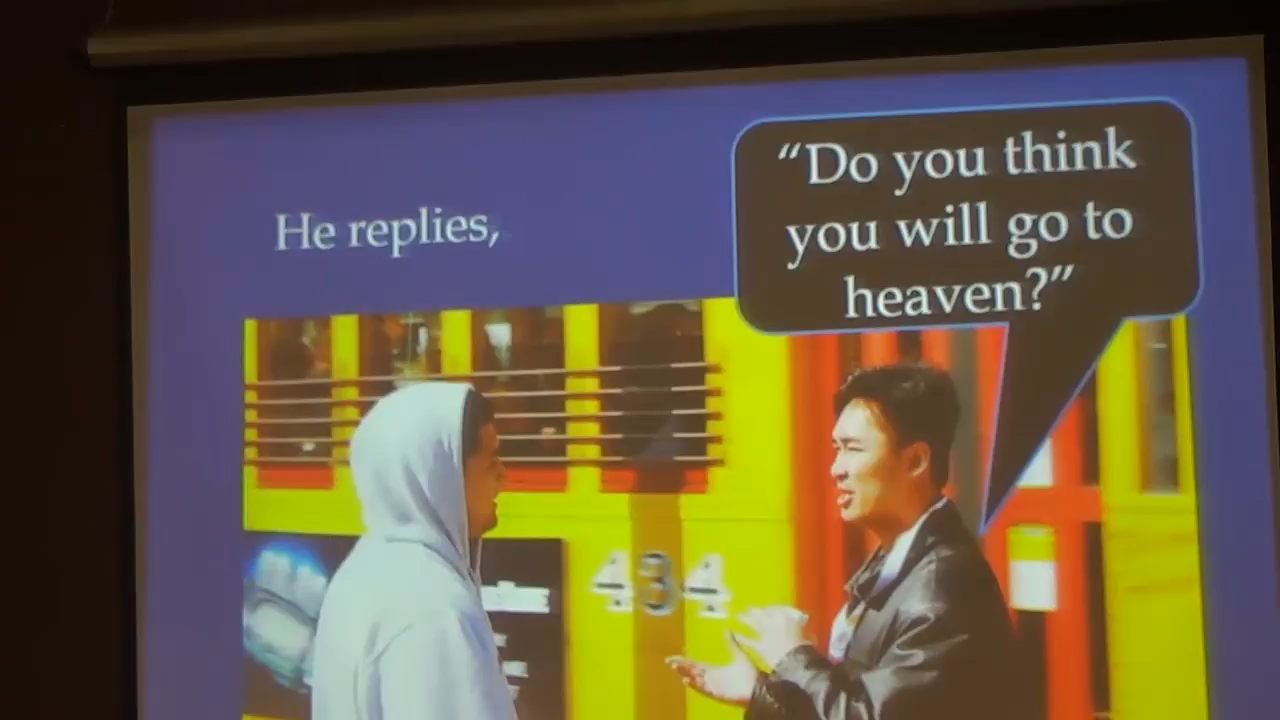 He replies,
“Do you think
you will go to
heaven?”
434